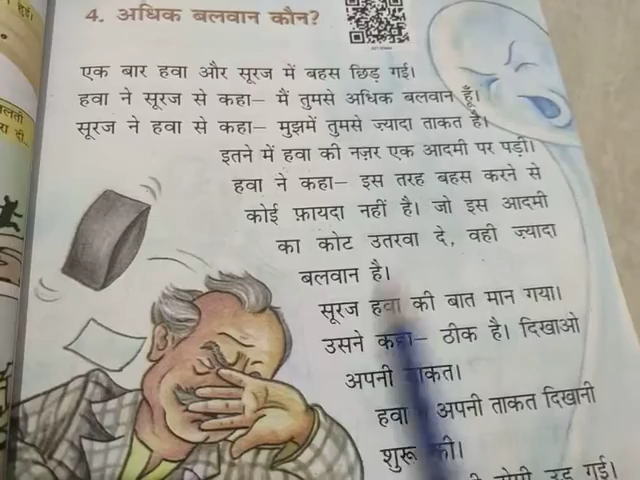 4. अधिक बलवान कौन?
एक बार हवा और सूरज में बहस छिड़ गई।
हवा ने सूरज से कहा– मैं तुमसे अधिक बलवान हूँ।
सूरज ने हवा से कहा– मुझमें तुमसे ज़्यादा ताकत है।
इतने में हवा की नज़र एक आदमी पर पड़ी।
हवा ने कहा– इस तरह बहस करने से
कोई फ़ायदा नहीं है। जो इस आदमी
का कोट उतरवा दे, वही ज़्यादा
बलवान है।
सूरज हवा की बात मान गया।
उसने कहा– ठीक है। दिखाओ
अपनी ताकत।
हवा अपनी ताकत दिखानी
शुरू की।
टोपी उड़ गई।